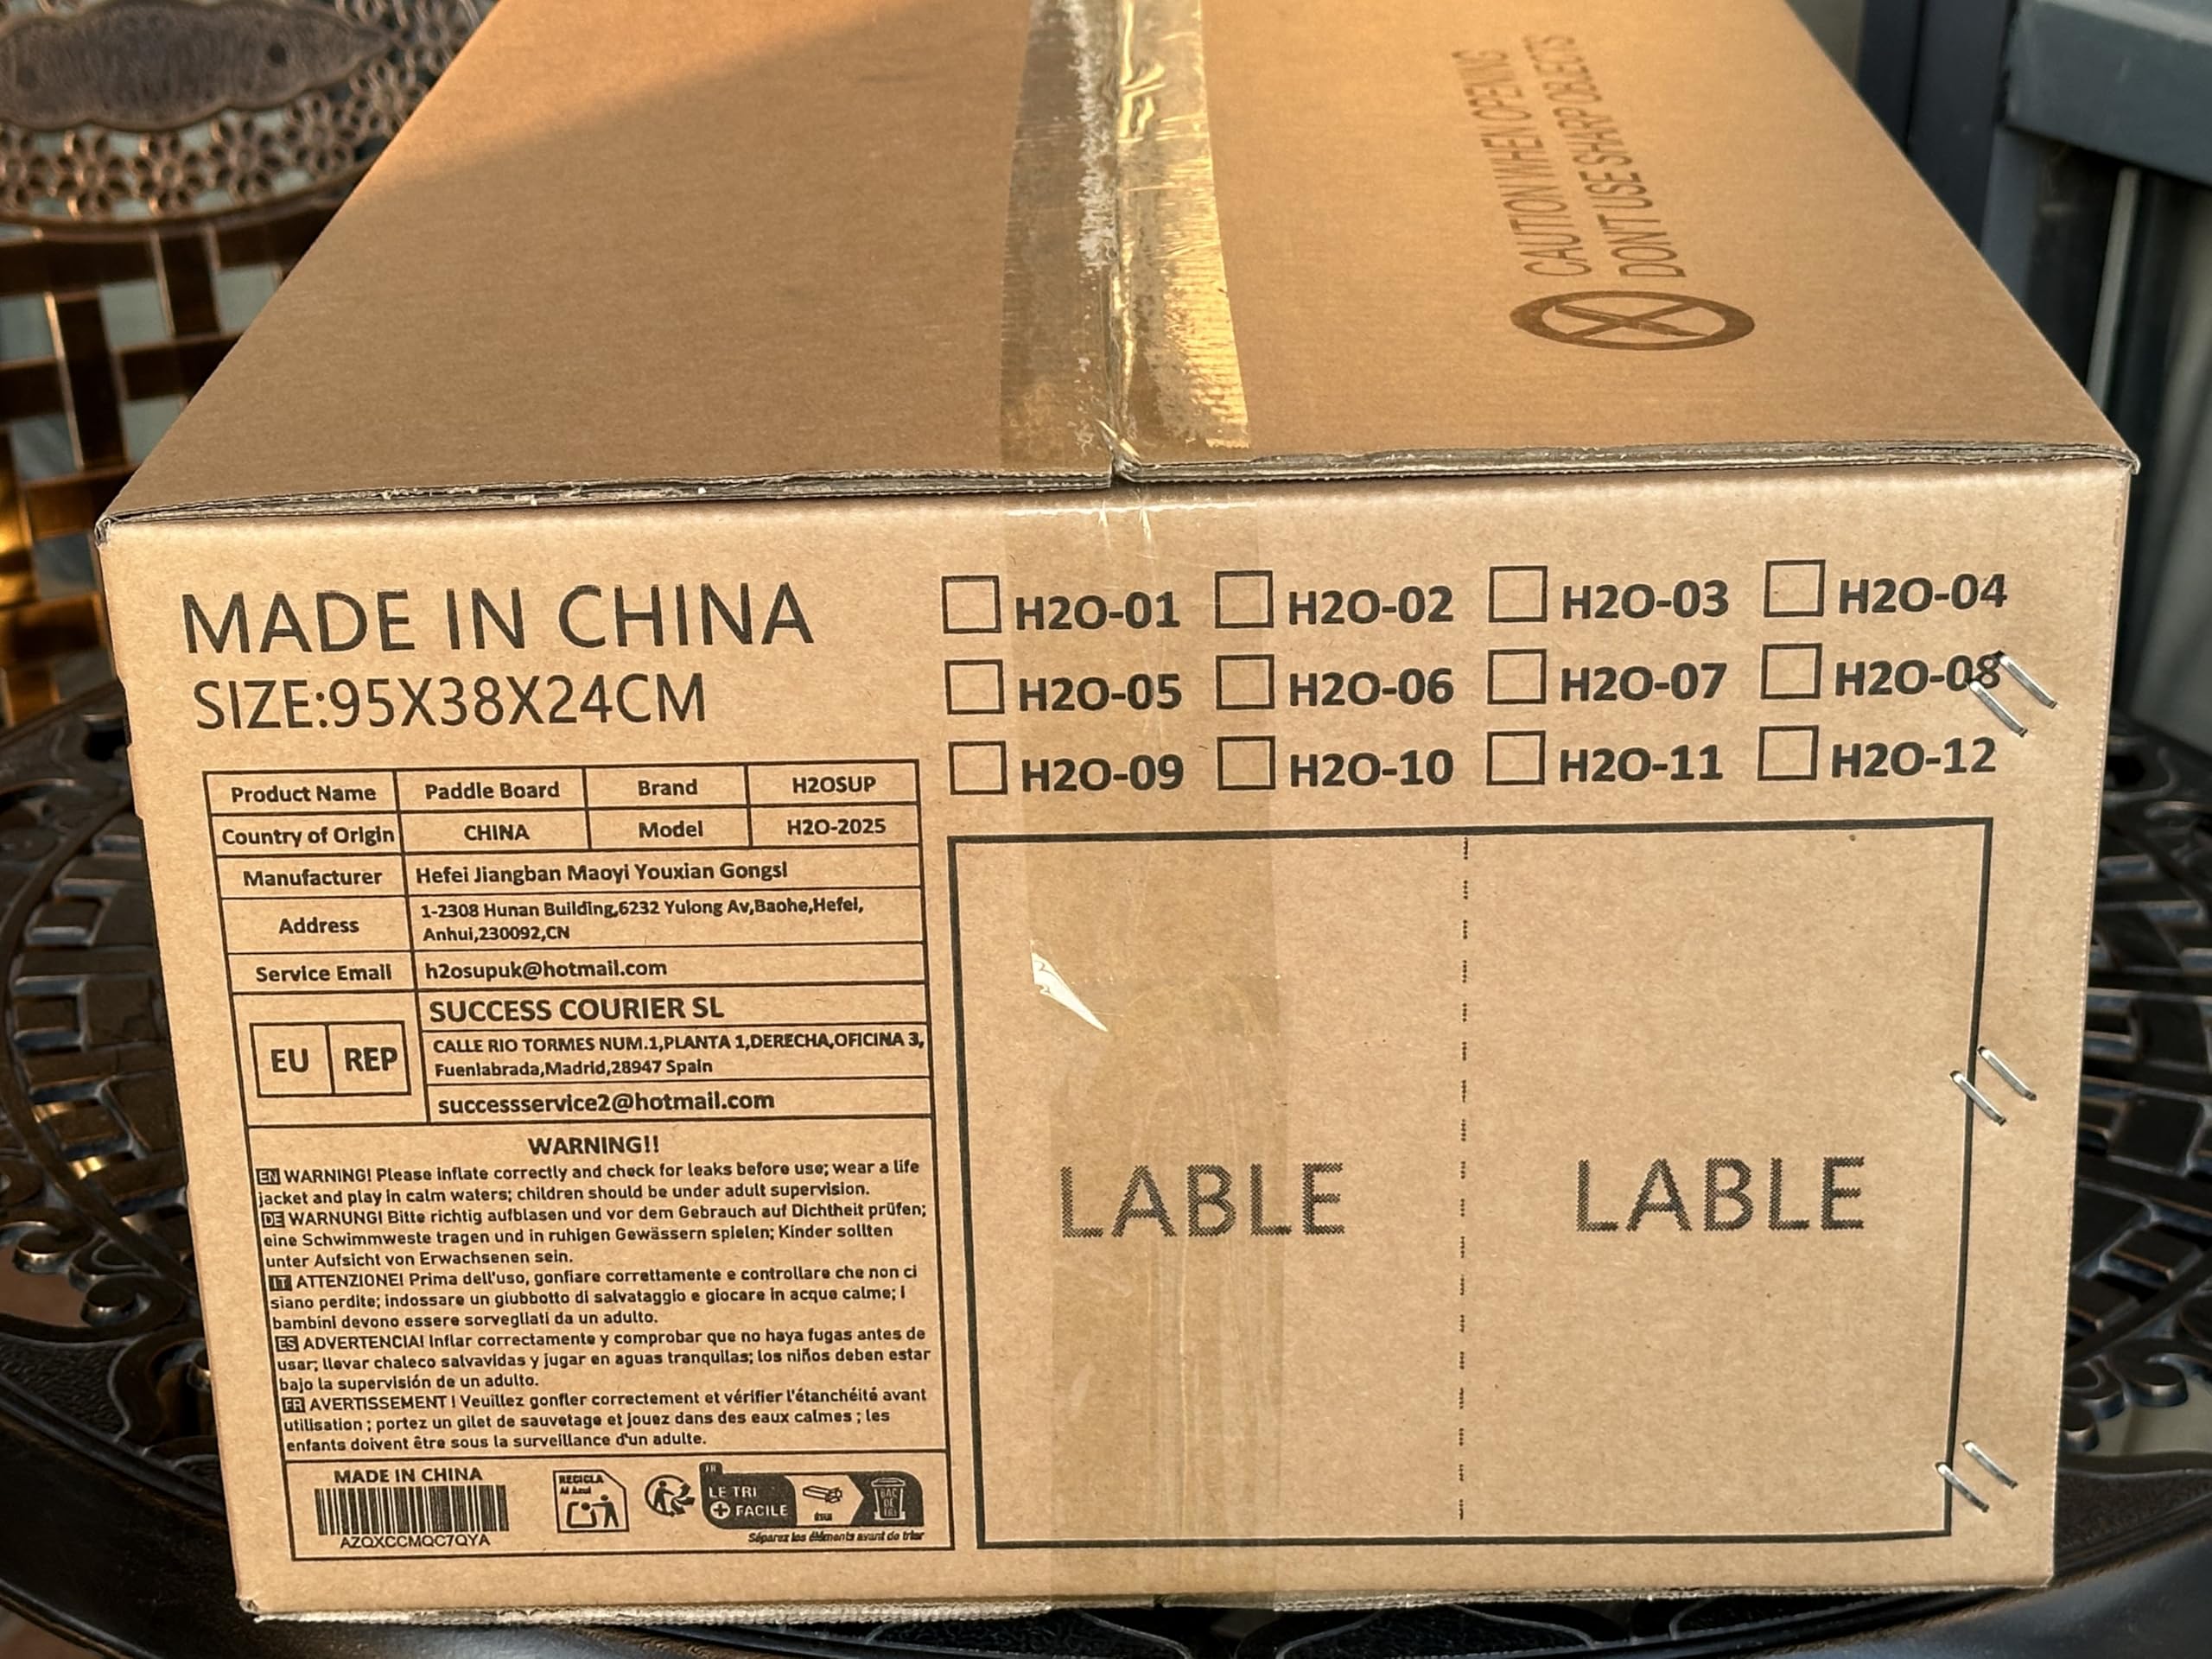 CAUTION WHEN OPENING
DON'T USE SHARP OBJECTS
MADE IN CHINA
SIZE:95X38X24CM
H2O-01 H2O-02 H2O-03 H2O-04
H2O-05 H2O-06 H2O-07 H2O-08
H2O-09 H2O-10 H2O-11 H2O-12
Product Name Paddle Board Brand H2OSUP
Country of Origin CHINA Model H2O-2025
Manufacturer Hefei Jiangban Maoyi Youxian Gongsi
Address 1-2308 Hunan Building,6232 Yulong Av,Baohe,Hefei,
Anhui,230092,CN
Service Email h2osupuk@hotmail.com
EU REP
SUCCESS COURIER SL
CALLE RIO TORMES NUM.1,PLANTA 1,DERECHA,OFICINA 3,
Fuenlabrada,Madrid,28947 Spain
successservice2@hotmail.com
WARNING!!
EN WARNING! Please inflate correctly and check for leaks before use; wear a life
jacket and play in calm waters; children should be under adult supervision.
DE WARNUNG! Bitte richtig aufblasen und vor dem Gebrauch auf Dichtheit prüfen;
eine Schwimmweste tragen und in ruhigen Gewässern spielen; Kinder sollten
unter Aufsicht von Erwachsenen sein.
IT ATTENZIONE! Prima dell'uso, gonfiare correttamente e controllare che non ci
siano perdite; indossare un giubbotto di salvataggio e giocare in acque calme; i
bambini devono essere sorvegliati da un adulto.
ES ADVERTENCIA! Inflar correctamente y comprobar que no haya fugas antes de
usar; llevar chaleco salvavidas y jugar en aguas tranquilas; los niños deben estar
bajo la supervisión de un adulto.
FR AVERTISSEMENT ! Veuillez gonfler correctement et vérifier l'étanchéité avant
utilisation ; portez un gilet de sauvetage et jouez dans des eaux calmes ; les
enfants doivent être sous la surveillance d'un adulte.
MADE IN CHINA
AZQXCCMQC7QYA
RECICLA
Al Azul
FR
LE TRI
+ FACILE
ÉTUI
BAC
DE
TRI
Séparez les éléments avant de trier
LABLE LABLE